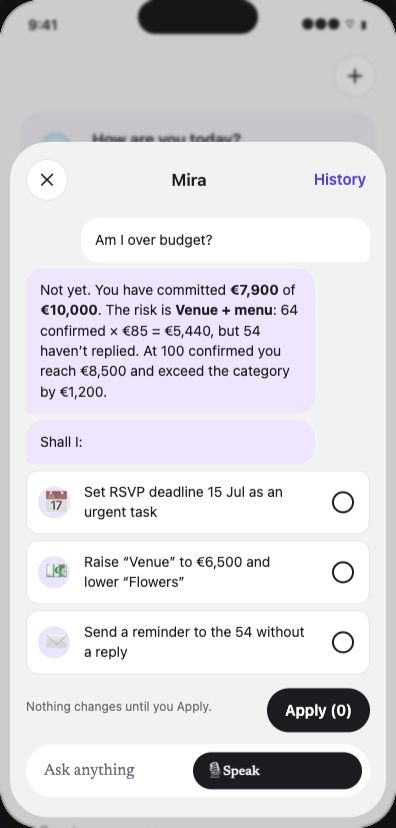 9:41
How are you today?
Mira
History
Am I over budget?
Not yet. You have committed €7,900 of
€10,000. The risk is Venue + menu: 64
confirmed × €85 = €5,440, but 54
haven’t replied. At 100 confirmed you
reach €8,500 and exceed the category
by €1,200.
Shall I:
17
Set RSVP deadline 15 Jul as an
urgent task
Raise “Venue” to €6,500 and
lower “Flowers”
Send a reminder to the 54 without
a reply
Nothing changes until you Apply.
Apply (0)
Ask anything
Speak